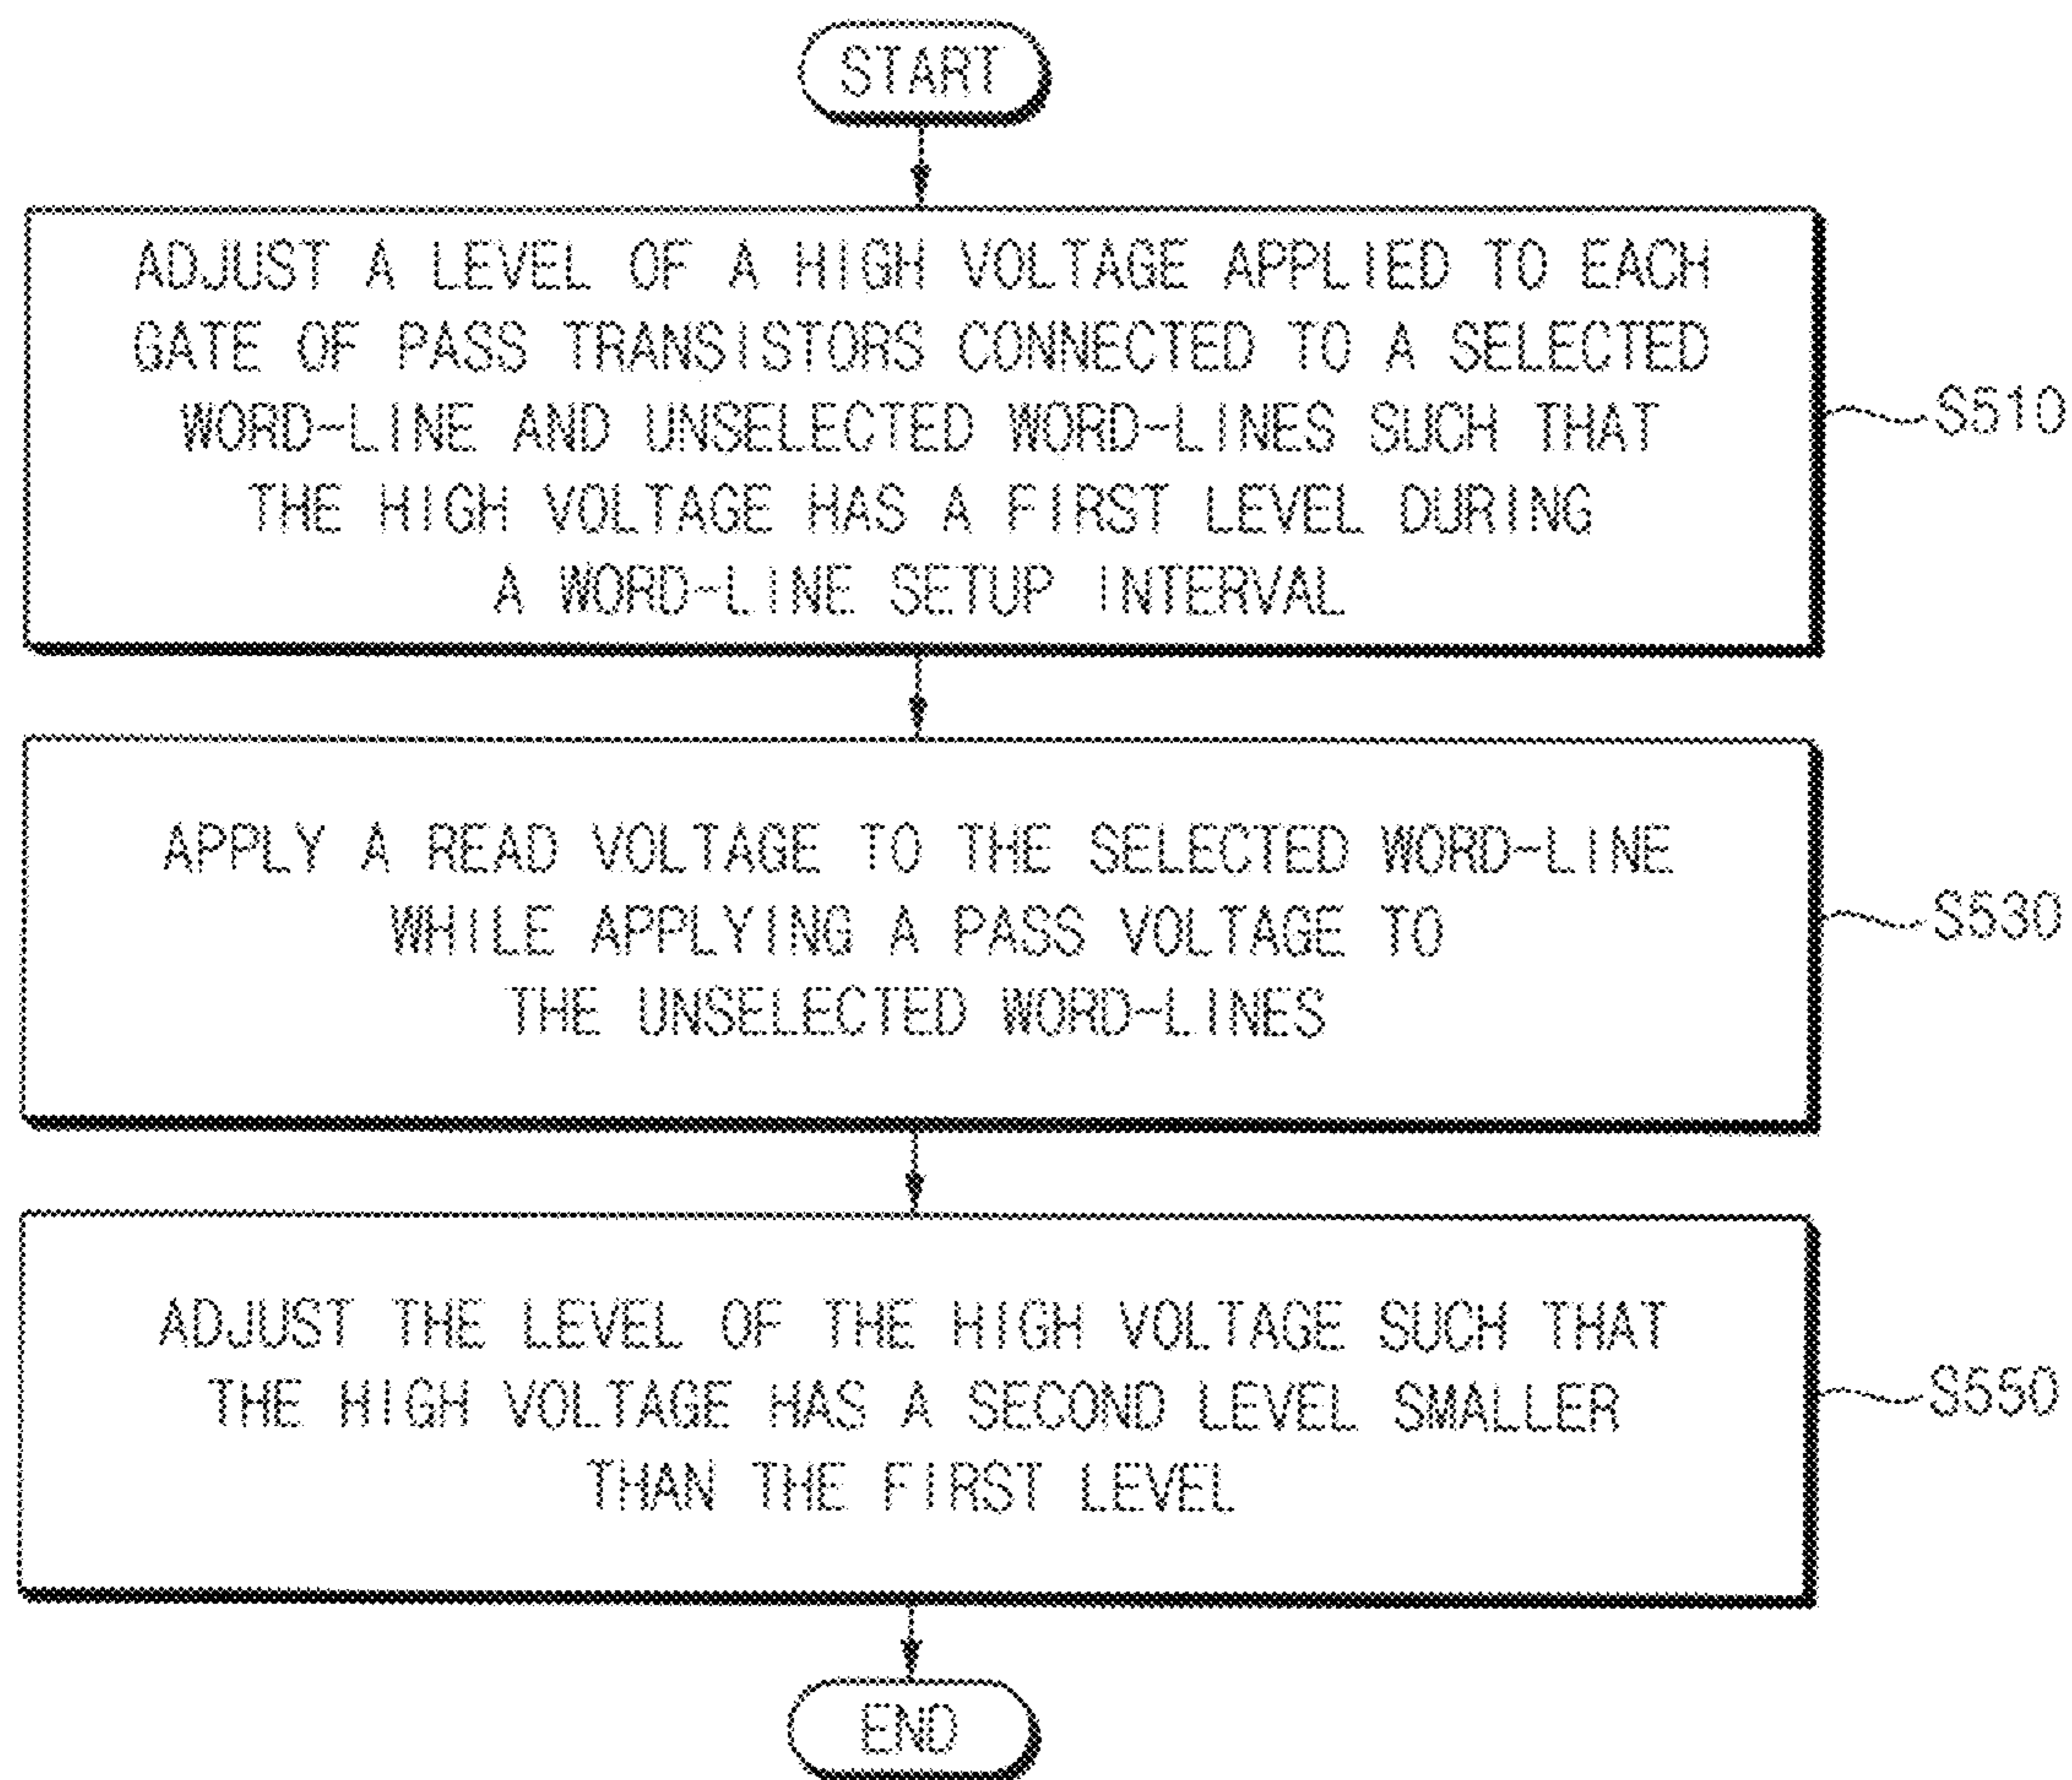 START
ADJUST A LEVEL OF A HIGH VOLTAGE APPLIED TO EACH
GATE OF PASS TRANSISTORS CONNECTED TO A SELECTED
WORD-LINE AND UNSELECTED WORD-LINES SUCH THAT
THE HIGH VOLTAGE HAS A FIRST LEVEL DURING
A WORD-LINE SETUP INTERVAL
S510
APPLY A READ VOLTAGE TO THE SELECTED WORD-LINE
WHILE APPLYING A PASS VOLTAGE TO
THE UNSELECTED WORD-LINES
S530
ADJUST THE LEVEL OF THE HIGH VOLTAGE SUCH THAT
THE HIGH VOLTAGE HAS A SECOND LEVEL SMALLER
THAN THE FIRST LEVEL
S550
END